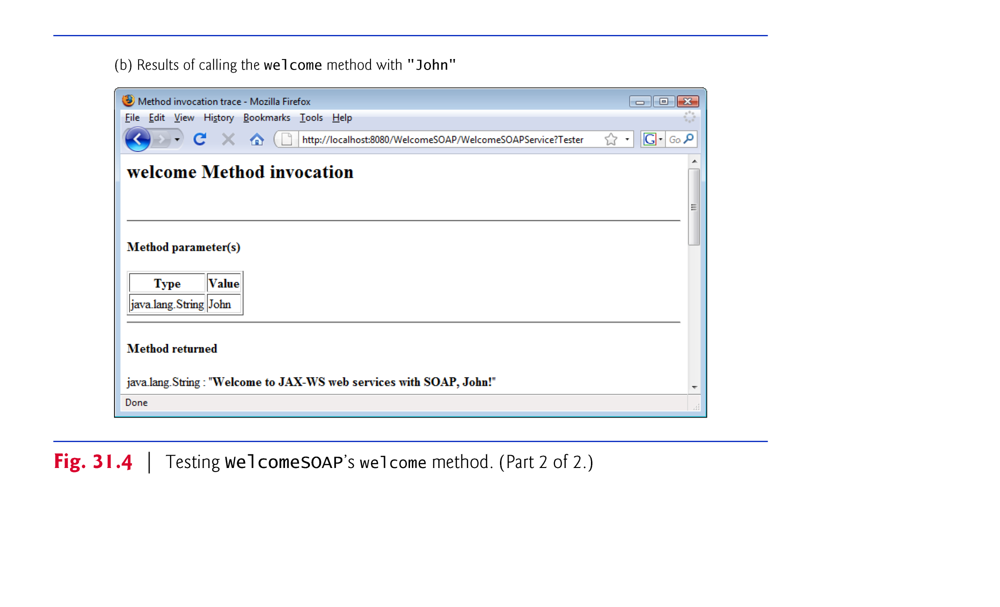 (b) Results of calling the welcome method with "John"
Method invocation trace - Mozilla Firefox
File Edit View History Bookmarks Tools Help
http://localhost:8080/WelcomeSOAP/WelcomeSOAPService?Tester G Go
welcome Method invocation
Method parameter(s)
Type Value
java.lang.String John
Method returned
java.lang.String : "Welcome to JAX-WS web services with SOAP, John!"
Done
Fig. 31.4 | Testing WelcomeSOAP’s welcome method. (Part 2 of 2.)